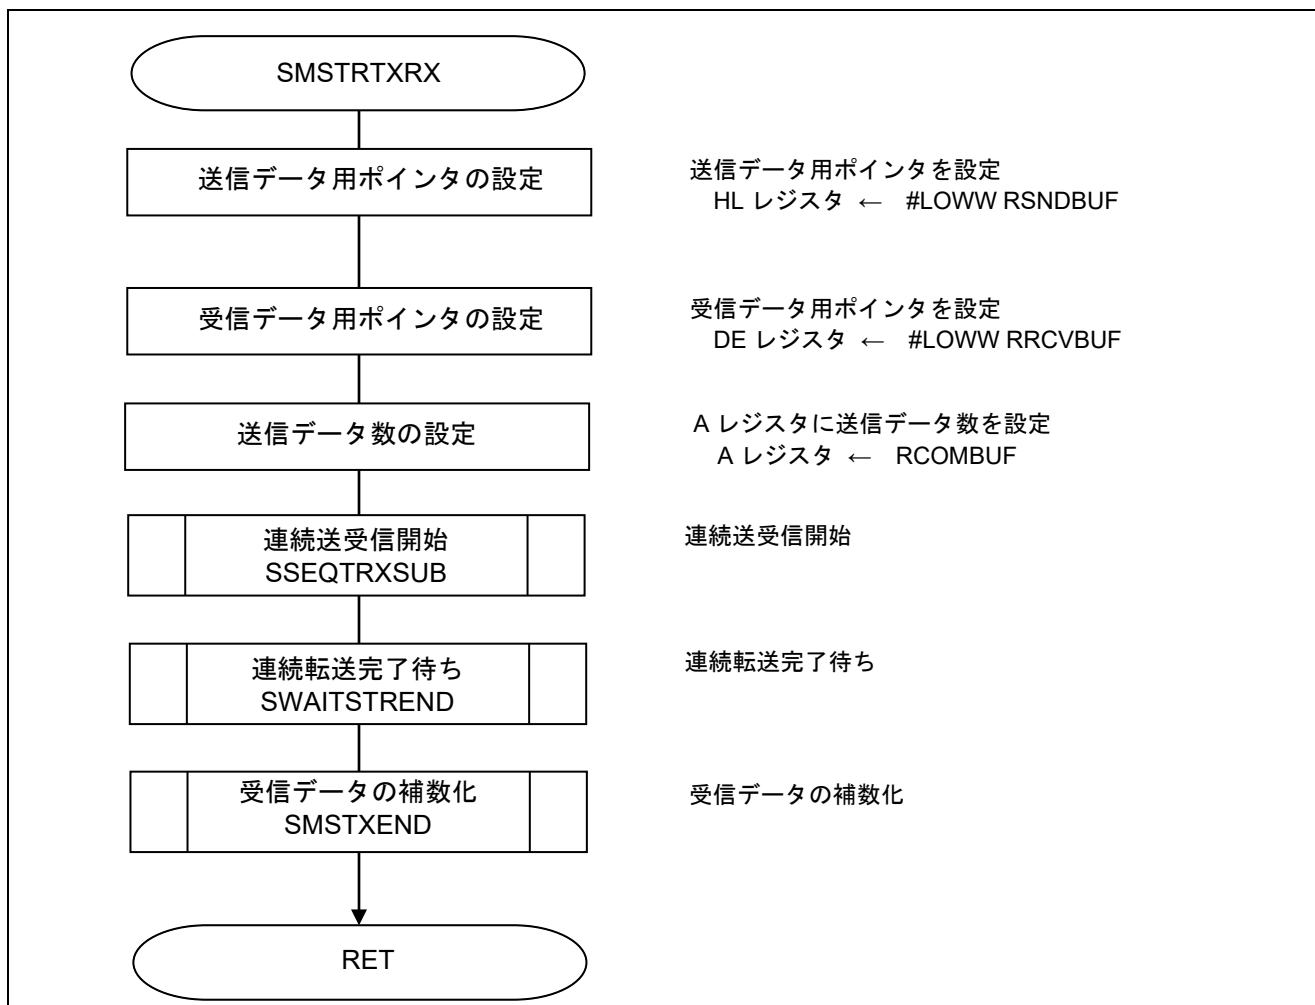 SMSTRTXRX
送信データ用ポインタの設定
送信データ用ポインタを設定
HL レジスタ ← #LOWW RSNDBUF
受信データ用ポインタの設定
受信データ用ポインタを設定
DE レジスタ ← #LOWW RRCVBUF
送信データ数の設定
A レジスタに送信データ数を設定
A レジスタ ← RCOMBUF
連続送受信開始
SSEQTRXSUB
連続送受信開始
連続転送完了待ち
SWAITSTREND
連続転送完了待ち
受信データの補数化
SMSTXEND
受信データの補数化
RET